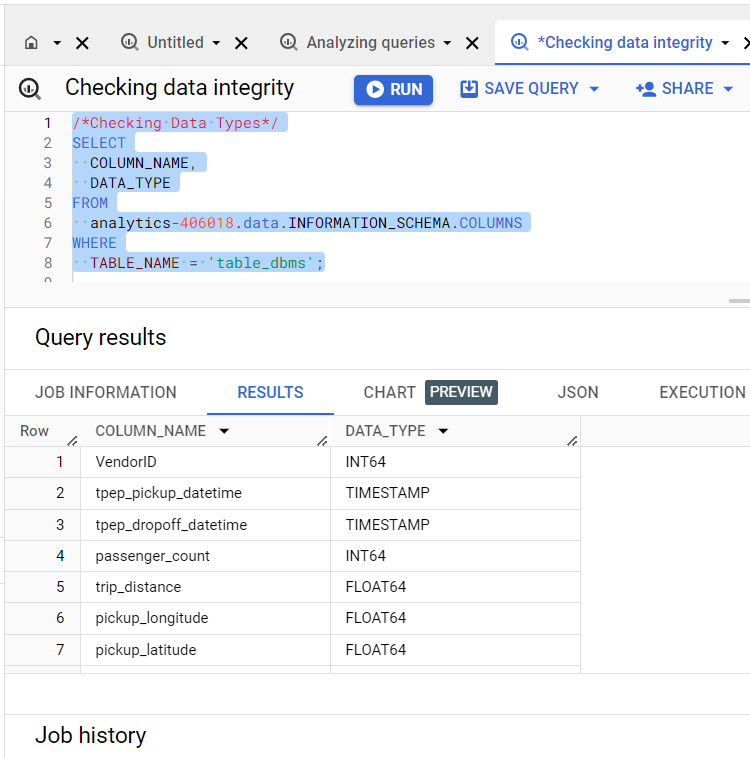 Untitled
Analyzing queries
*Checking data integrity
Checking data integrity
RUN
SAVE QUERY
SHARE
1 /*Checking Data Types*/
2 SELECT
3 COLUMN_NAME,
4 DATA_TYPE
5 FROM
6 analytics-406018.data.INFORMATION_SCHEMA.COLUMNS
7 WHERE
8 TABLE_NAME = 'table_dbms';
9
Query results
JOB INFORMATION RESULTS CHART PREVIEW JSON EXECUTION
Row COLUMN_NAME DATA_TYPE
1 VendorID INT64
2 tpep_pickup_datetime TIMESTAMP
3 tpep_dropoff_datetime TIMESTAMP
4 passenger_count INT64
5 trip_distance FLOAT64
6 pickup_longitude FLOAT64
7 pickup_latitude FLOAT64
Job history